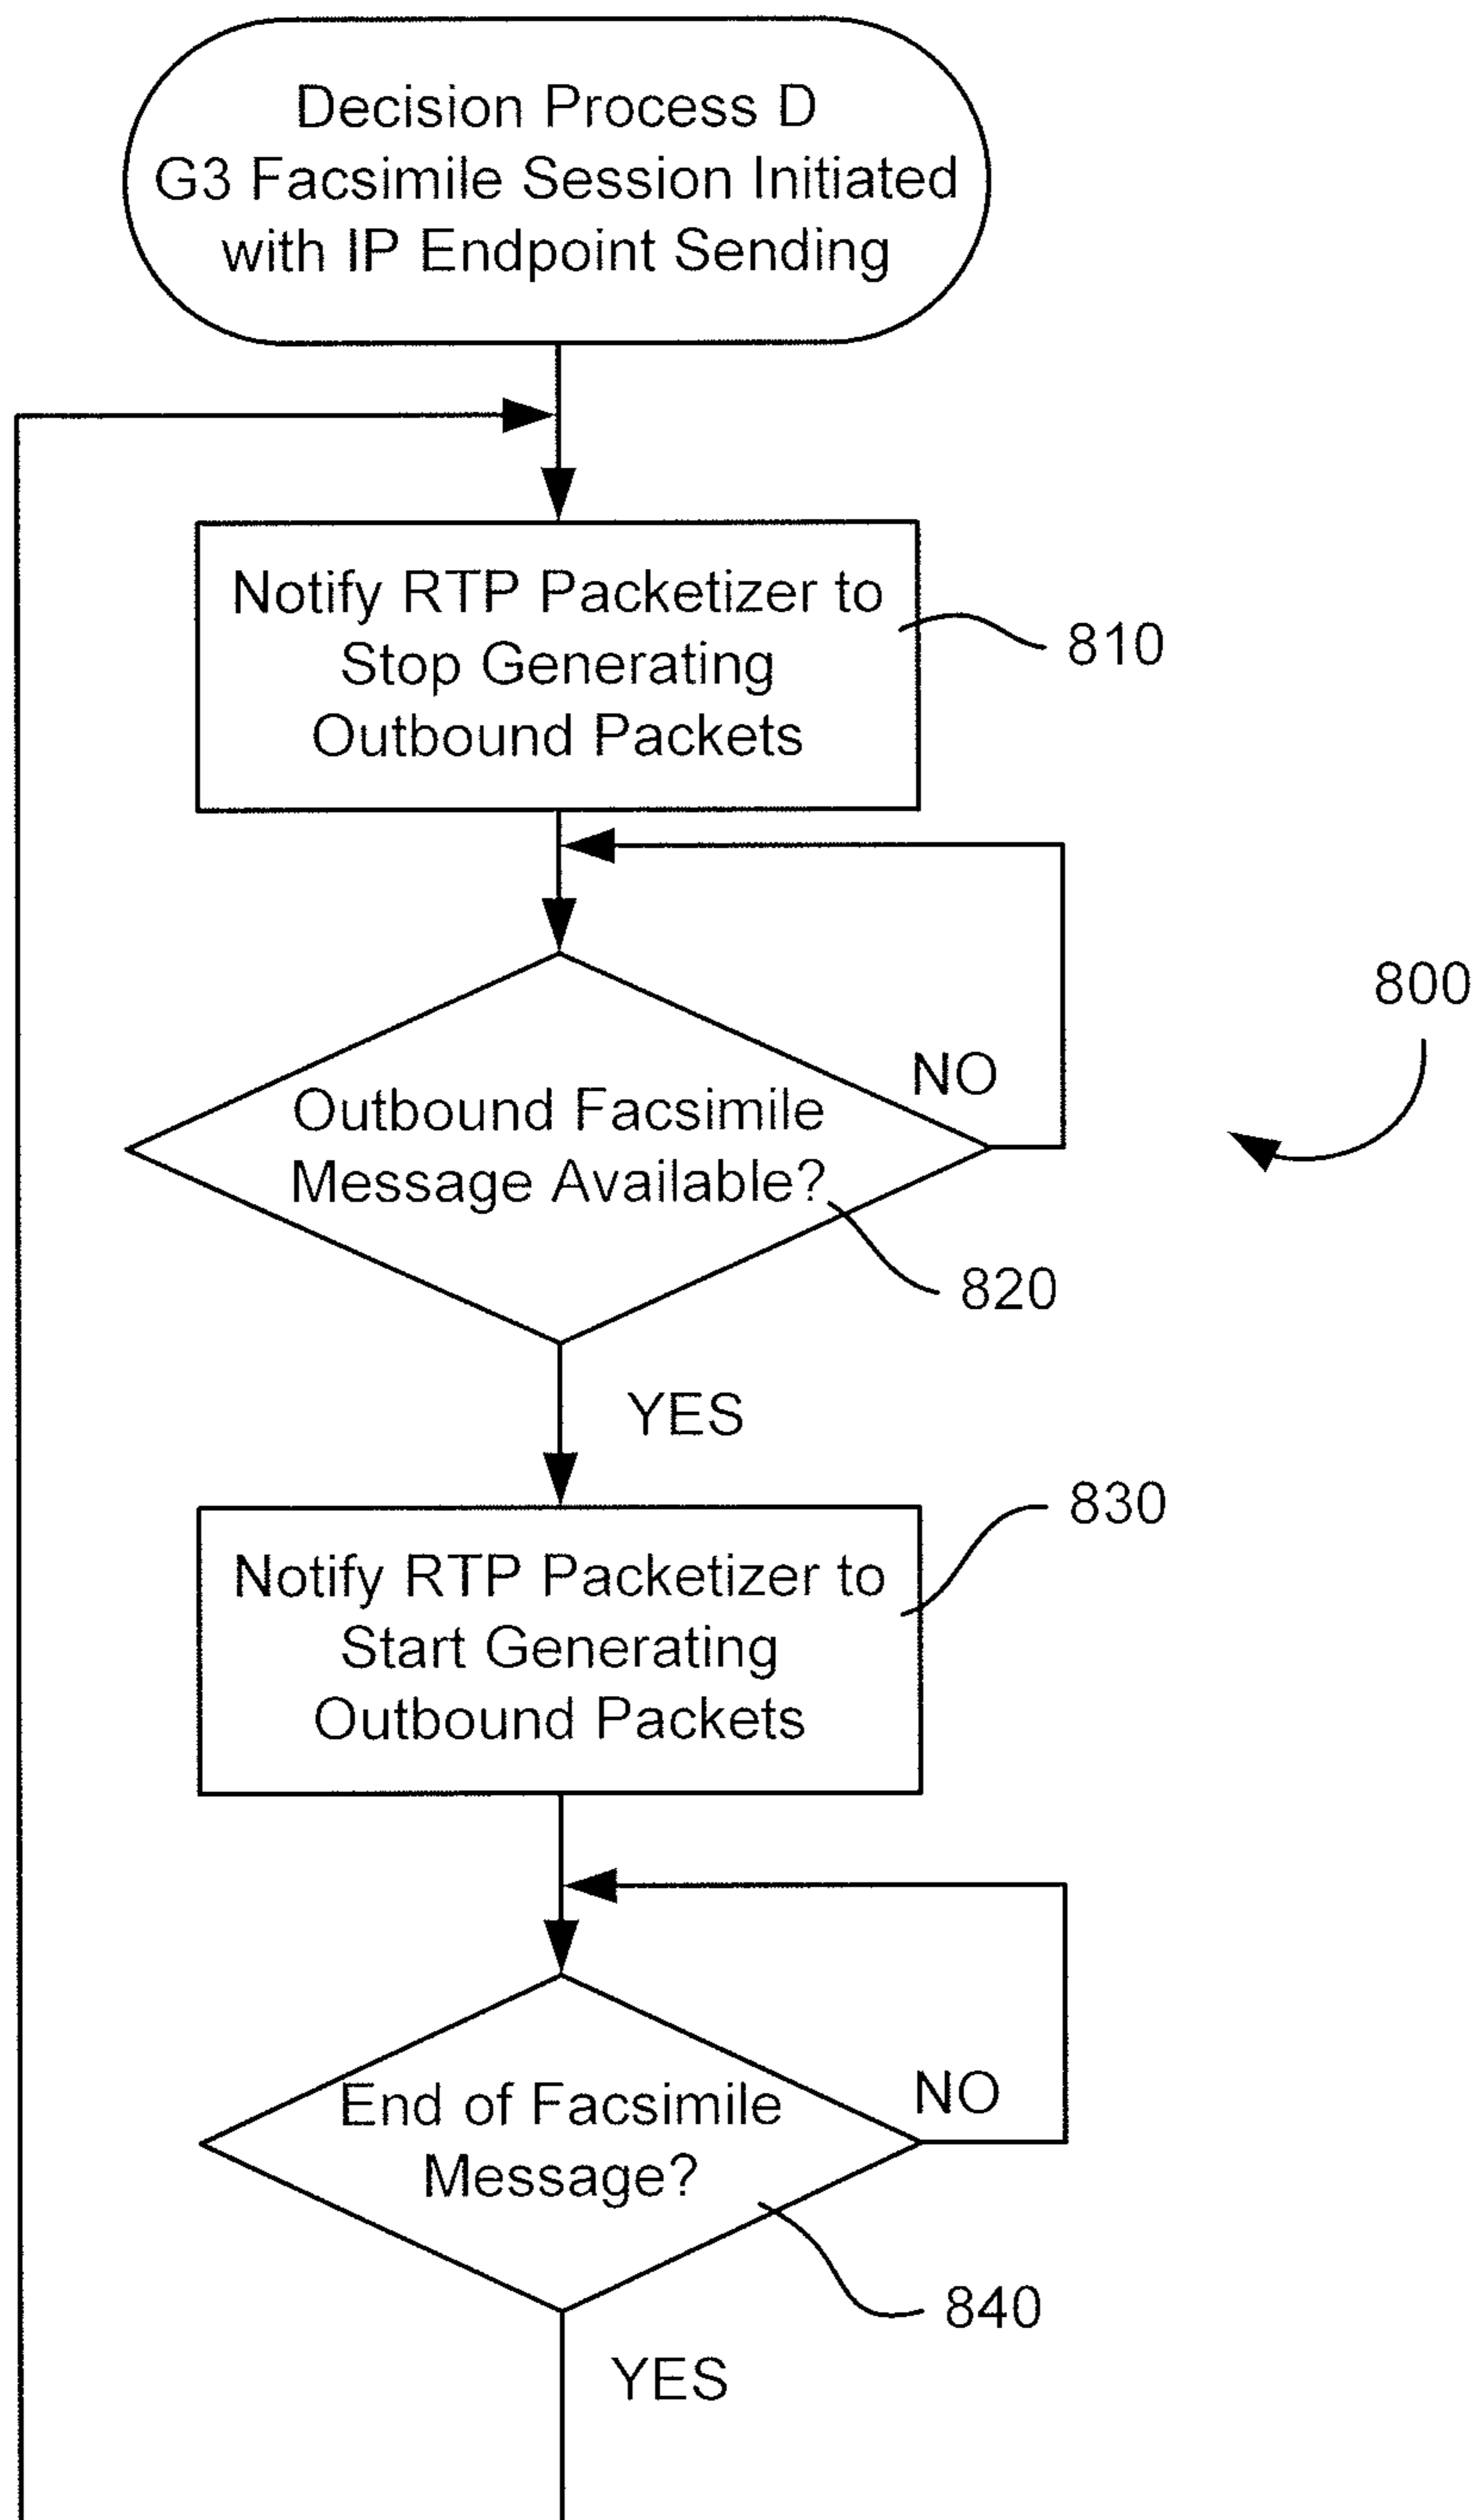 Decision Process D
G3 Facsimile Session Initiated
with IP Endpoint Sending
Notify RTP Packetizer to
Stop Generating
Outbound Packets
810
800
NO
Outbound Facsimile
Message Available?
820
YES
830
Notify RTP Packetizer to
Start Generating
Outbound Packets
NO
End of Facsimile
Message?
840
YES